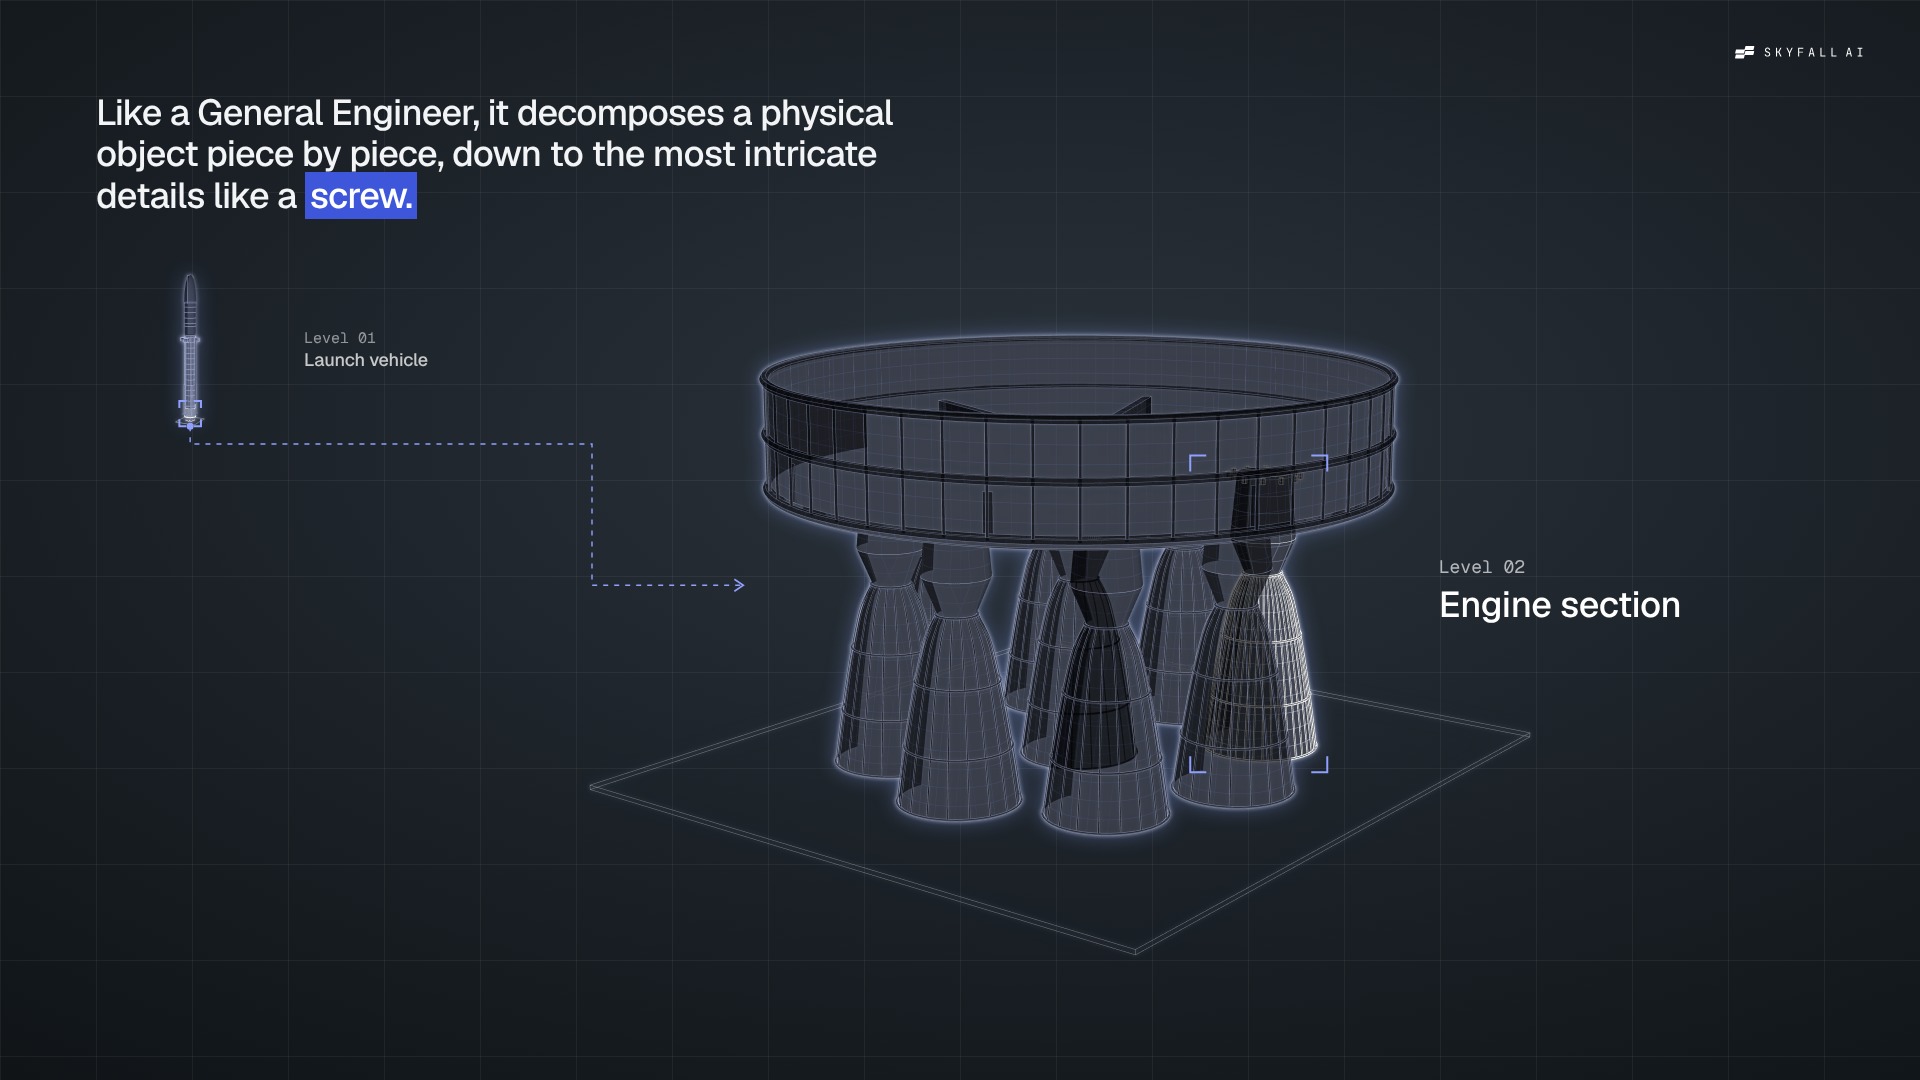 SKYFALL AI
Like a General Engineer, it decomposes a physical
object piece by piece, down to the most intricate
details like a screw.
Level 01
Launch vehicle
Level 02
Engine section